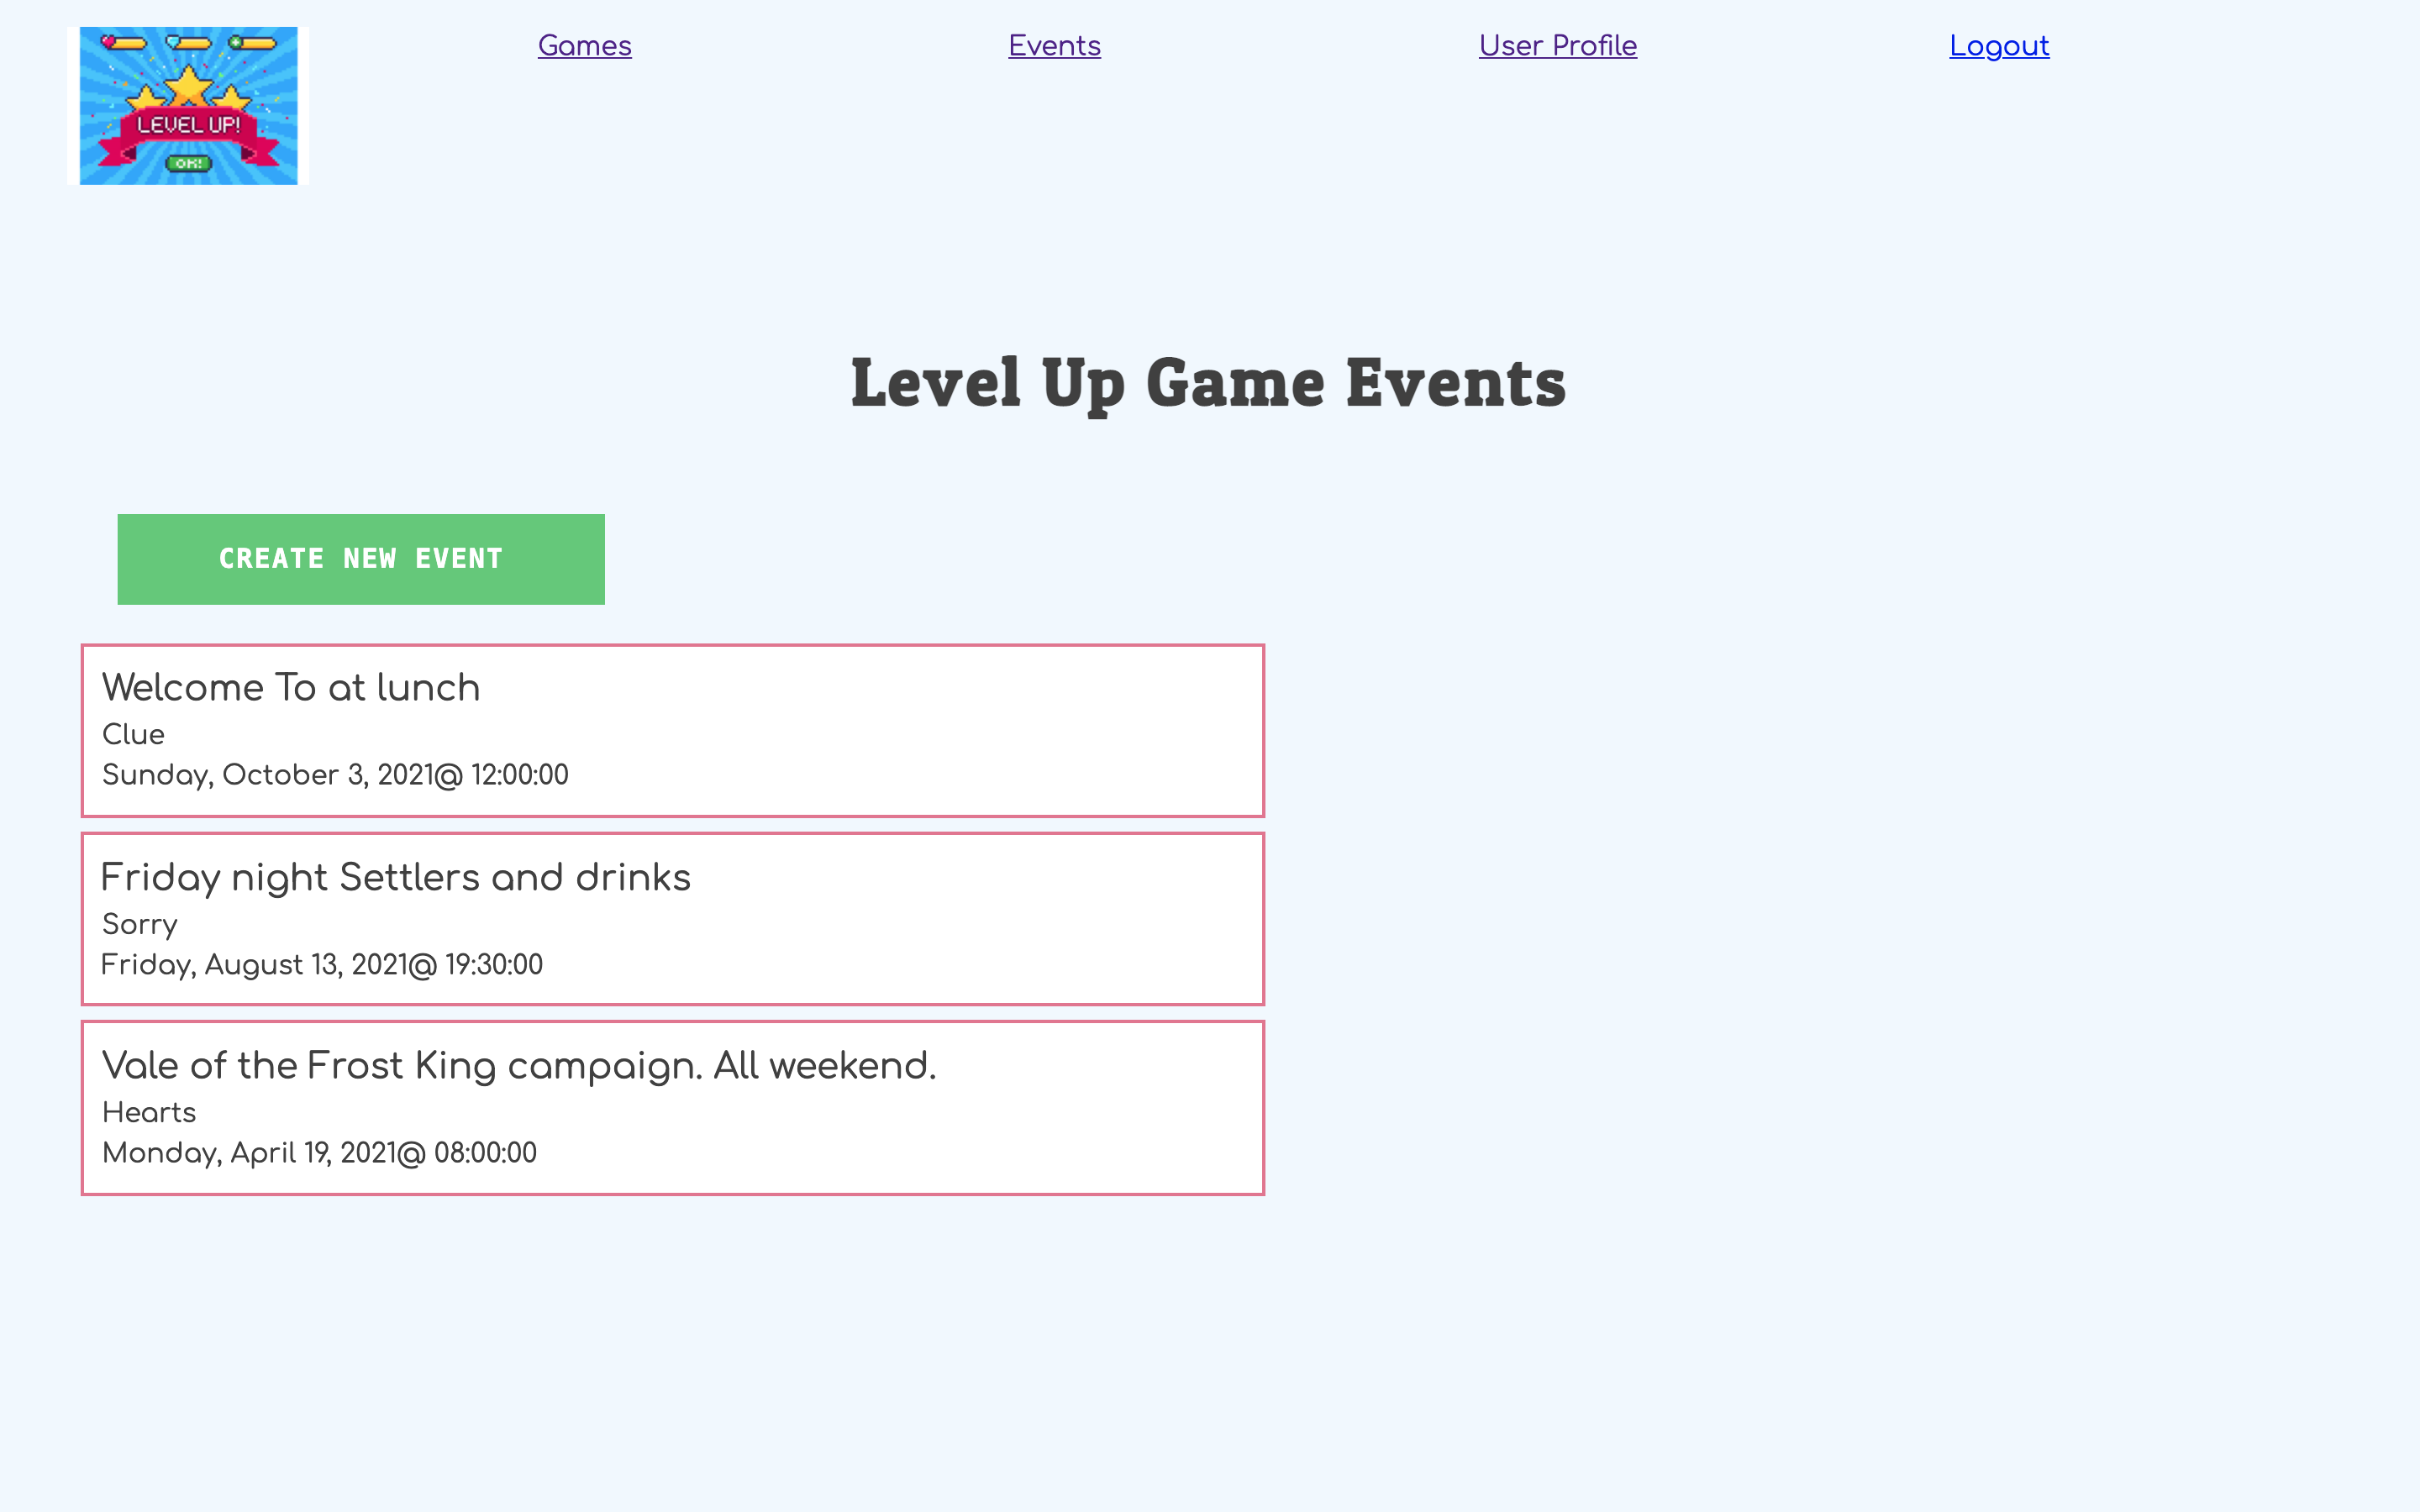 LEVEL UP!
OK!
Games
Events
User Profile
Logout
Level Up Game Events
CREATE NEW EVENT
Welcome To at lunch
Clue
Sunday, October 3, 2021@ 12:00:00
Friday night Settlers and drinks
Sorry
Friday, August 13, 2021@ 19:30:00
Vale of the Frost King campaign. All weekend.
Hearts
Monday, April 19, 2021@ 08:00:00